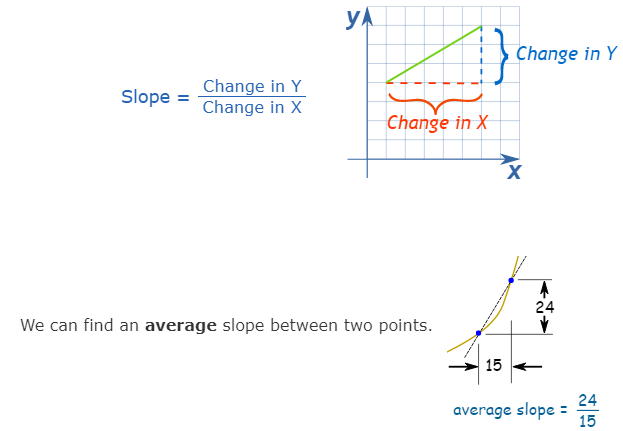 y
Change in Y
Slope = Change in Y
Change in X
Change in X
x
We can find an average slope between two points.
24
15
average slope = 24
15